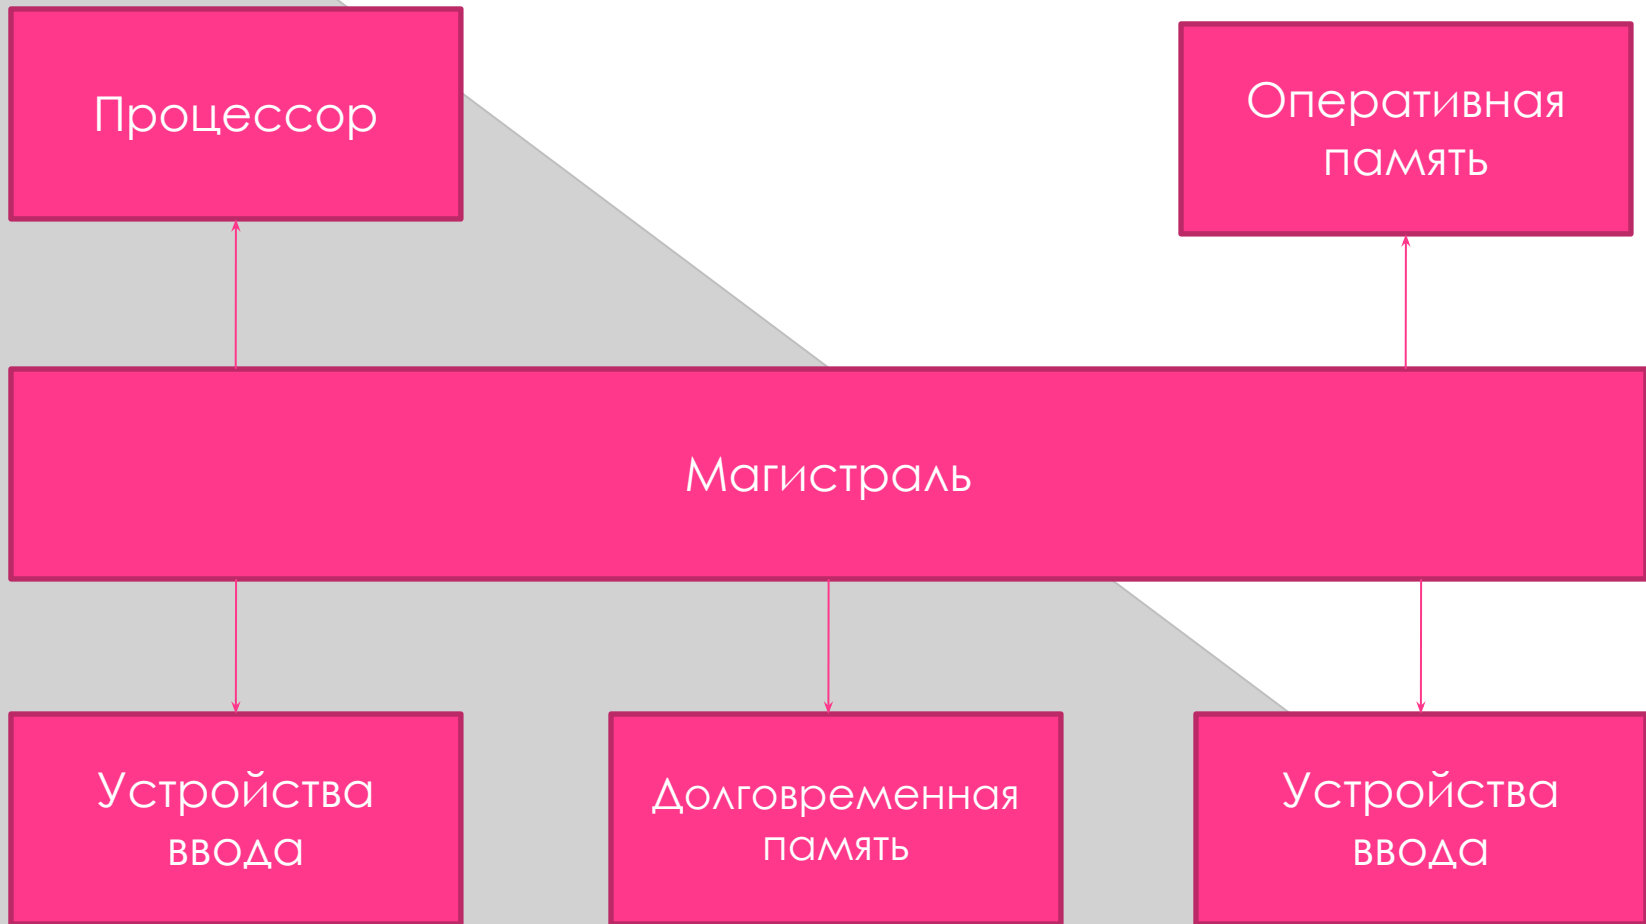 Процессор
Оперативная
память
Магистраль
Устройства
ввода
Долговременная
память
Устройства
ввода